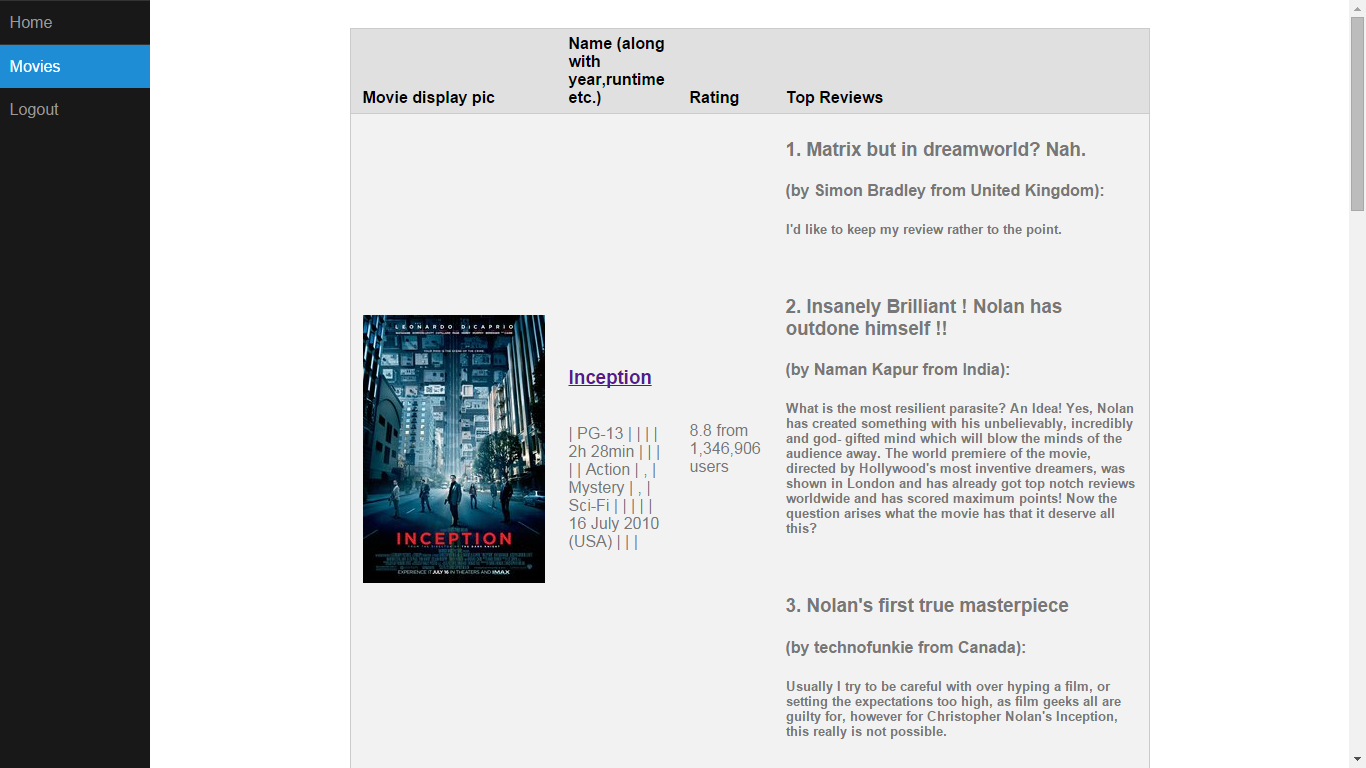 Home
Movies
Logout
Movie display pic
Name (along
with
year,runtime
etc.)
Rating
Top Reviews
LEONARDO DiCAPRIO
INCEPTION
EXPERIENCE IT JULY 16 IN THEATERS AND IMAX
Inception
| PG-13 | | | |
2h 28min | | |
| | Action | , |
Mystery | , |
Sci-Fi | | | | |
16 July 2010
(USA) | | |
8.8 from
1,346,906
users
1. Matrix but in dreamworld? Nah.
(by Simon Bradley from United Kingdom):
I'd like to keep my review rather to the point.
2. Insanely Brilliant ! Nolan has
outdone himself !!
(by Naman Kapur from India):
What is the most resilient parasite? An Idea! Yes, Nolan
has created something with his unbelievably, incredibly
and god- gifted mind which will blow the minds of the
audience away. The world premiere of the movie,
directed by Hollywood's most inventive dreamers, was
shown in London and has already got top notch reviews
worldwide and has scored maximum points! Now the
question arises what the movie has that it deserve all
this?
3. Nolan's first true masterpiece
(by technofunkie from Canada):
Usually I try to be careful with over hyping a film, or
setting the expectations too high, as film geeks all are
guilty for, however for Christopher Nolan's Inception,
this really is not possible.